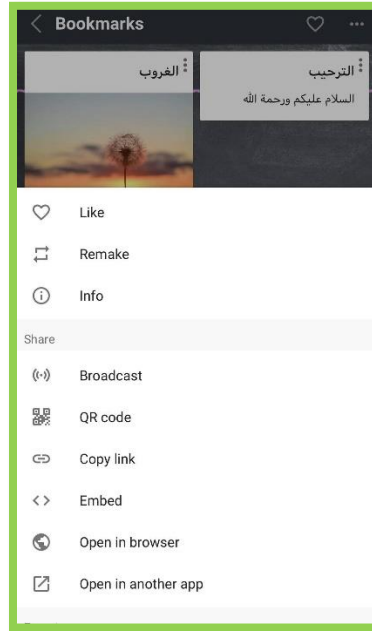 Bookmarks
الترحيب
السلام عليكم ورحمة الله
الغروب
Like
Remake
Info
Share
Broadcast
QR code
Copy link
Embed
Open in browser
Open in another app